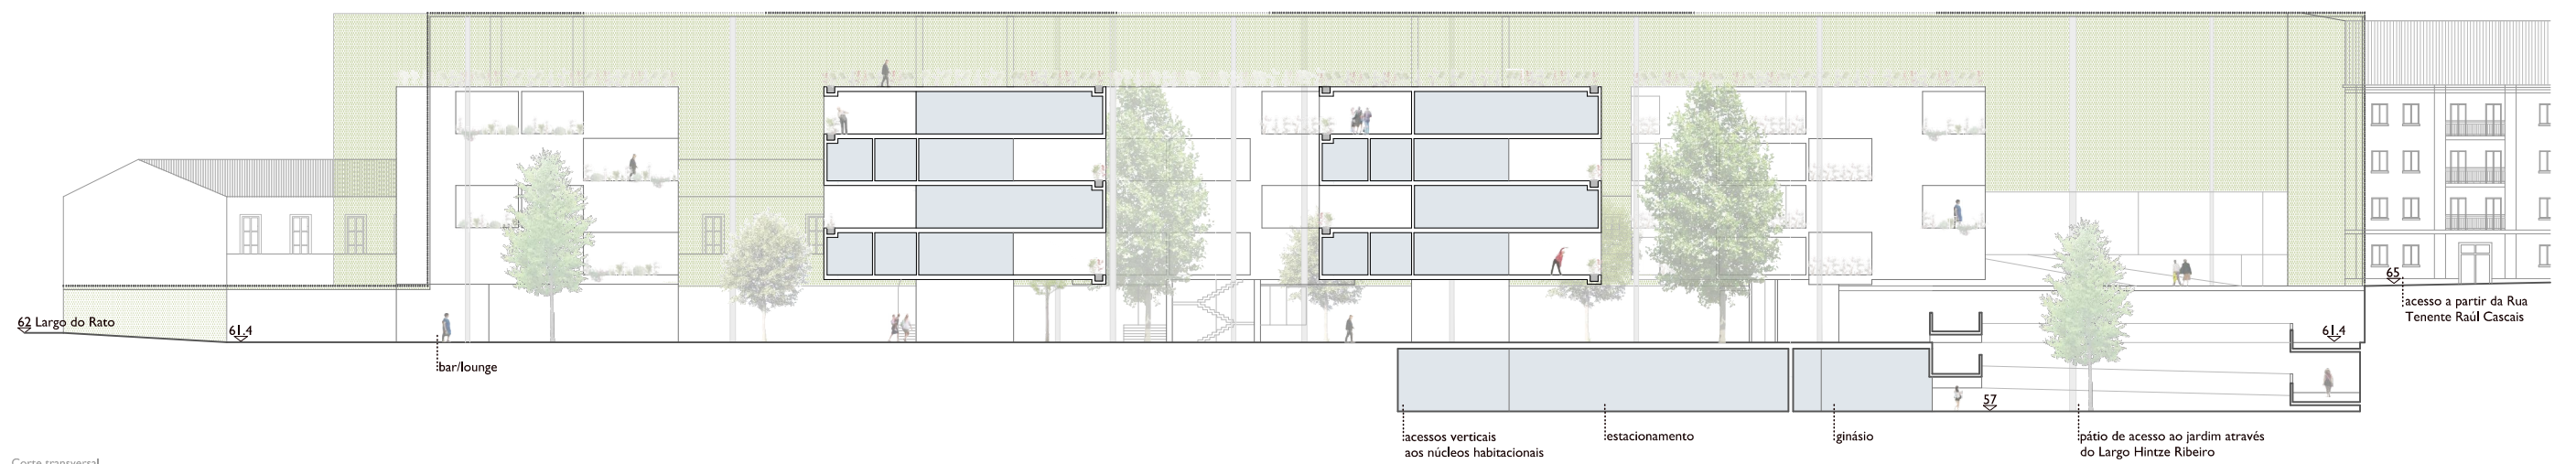 62 Largo do Rato
61.4
bar/lounge
65
acesso a partir da Rua
Tenente Raúl Cascais
61.4
57
acessos verticais
aos núcleos habitacionais
estacionamento
ginásio
pátio de acesso ao jardim através
do Largo Hintze Ribeiro
Corte transversal